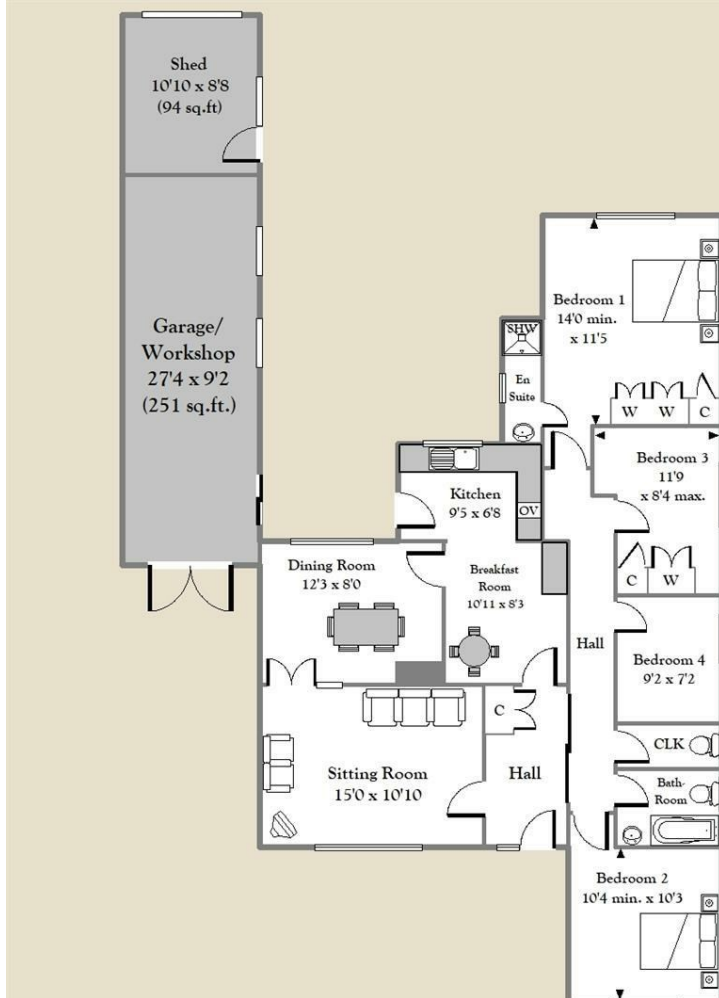 Shed
10'10 x 8'8
(94 sq.ft)
Garage/
Workshop
27'4 x 9'2
(251 sq.ft.)
Bedroom 1
14'0 min.
x 11'5
SHW
En
Suite
W
W
C
Bedroom 3
11'9
x 8'4 max.
C
W
Kitchen
9'5 x 6'8
OV
Dining Room
12'3 x 8'0
Breakfast
Room
10'11 x 8'3
Hall
Bedroom 4
9'2 x 7'2
C
CLK
Sitting Room
15'0 x 10'10
Hall
Bath-
Room
Bedroom 2
10'4 min. x 10'3